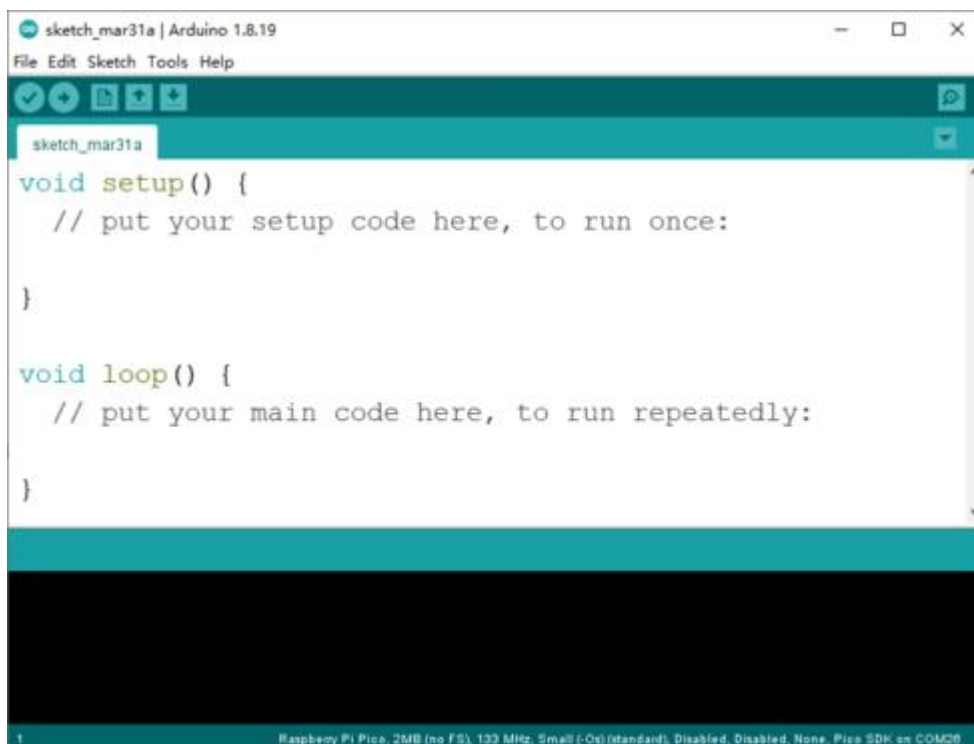 sketch_mar31a | Arduino 1.8.19
File Edit Sketch Tools Help
sketch_mar31a
void setup() {
// put your setup code here, to run once:
}
void loop() {
// put your main code here, to run repeatedly:
}
1 Raspberry Pi Pico, 2MB (no FS), 133 MHz, Small (-Os) (standard), Disabled, Disabled, None, Pico SDK on COM26